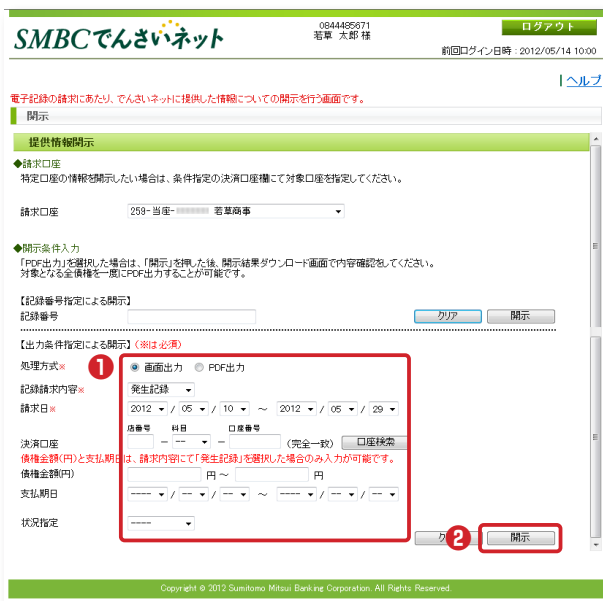 SMBCでんさいネット
0844485671
若草 太郎 様
ログアウト
前回ログイン日時：2012/05/14 10:00
ヘルプ
電子記録の請求にあたり、でんさいネットに提供した情報についての開示を行う画面です。
開示
提供情報開示
◆請求口座
特定口座の情報を開示したい場合は、条件指定の決済口座欄にて対象口座を指定してください。
請求口座 259-当座- 若草商事
◆開示条件入力
「PDF出力」を選択した場合は、「開示」を押した後、開示結果ダウンロード画面で内容確認をしてください。
対象となる全債権を一度にPDF出力することが可能です。
【記録番号指定による開示】
記録番号 クリア 開示
【出力条件指定による開示】(※は必須)
1
処理方式※ 画面出力 PDF出力
記録請求内容※ 発生記録
請求日※ 2012 / 05 / 10 ～ 2012 / 05 / 29
店番号 科目 口座番号
決済口座 - -- - (完全一致) 口座検索
債権金額(円)と支払期日は、請求内容にて「発生記録」を選択した場合のみ入力が可能です。
債権金額(円) 円～ 円
支払期日 ---- / -- / -- ～ ---- / -- / --
状況指定 ----
2 開示
Copyright © 2012 Sumitomo Mitsui Banking Corporation. All Rights Reserved.